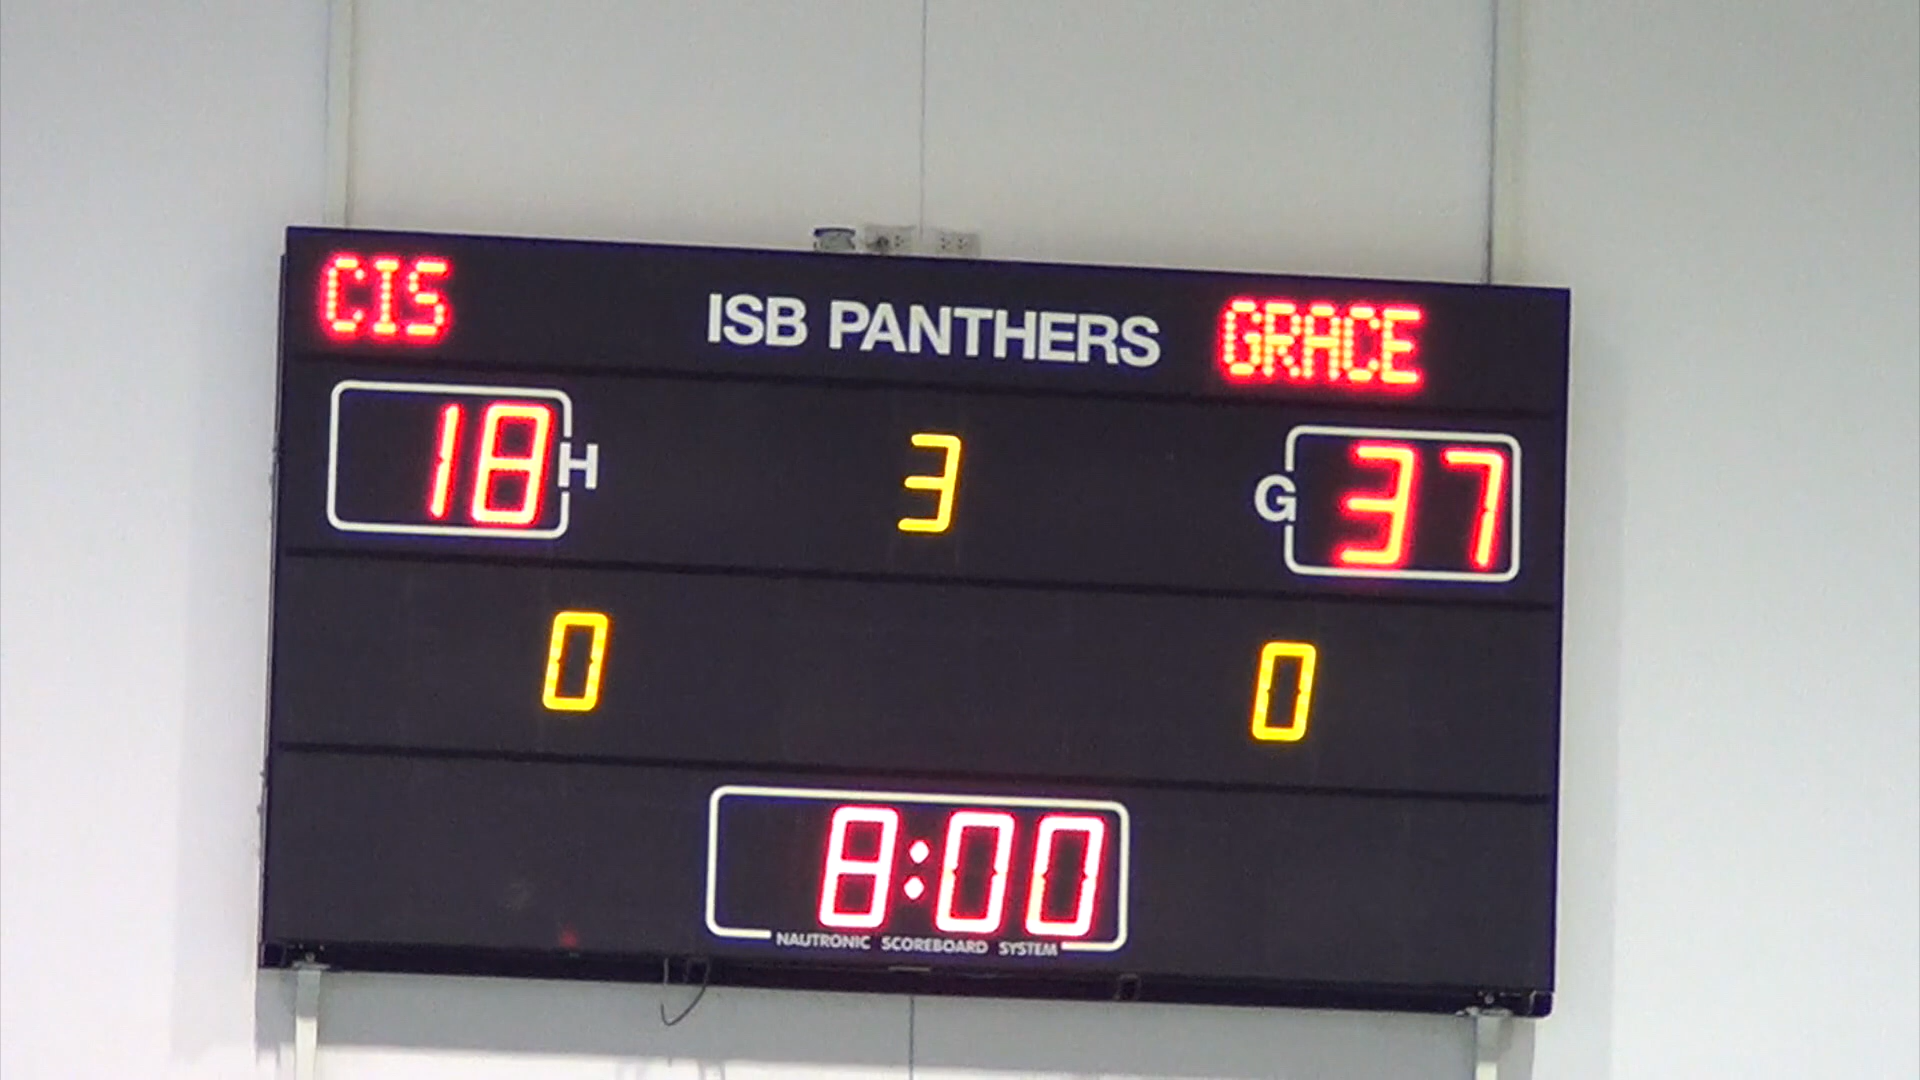 CIS ISB PANTHERS GRACE
18 H 3 G 37
0 0
8:00
NAUTRONIC SCOREBOARD SYSTEM